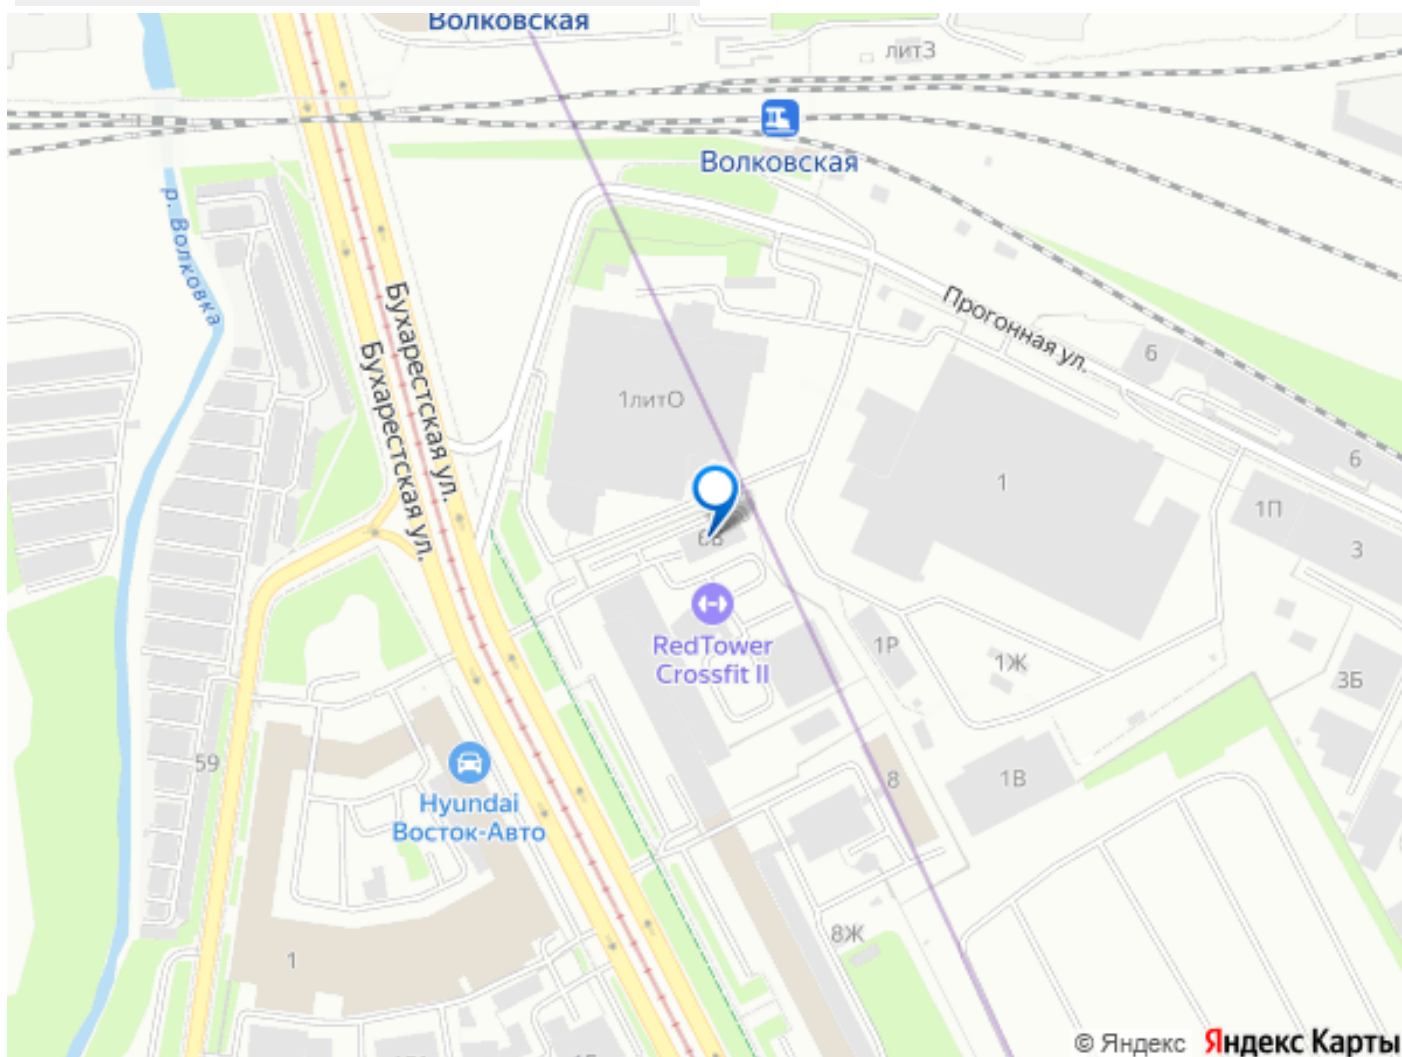 Волковская
лит3
Волковская
р. Волковка
Бухарестская ул.
Бухарестская ул.
Прогонная ул.
6
1литО
6
1
1П
3
6В
RedTower
Crossfit II
1Р
1Ж
3Б
59
Hyundai
Восток-Авто
8
1В
8Ж
1
© Яндекс Яндекс Карты